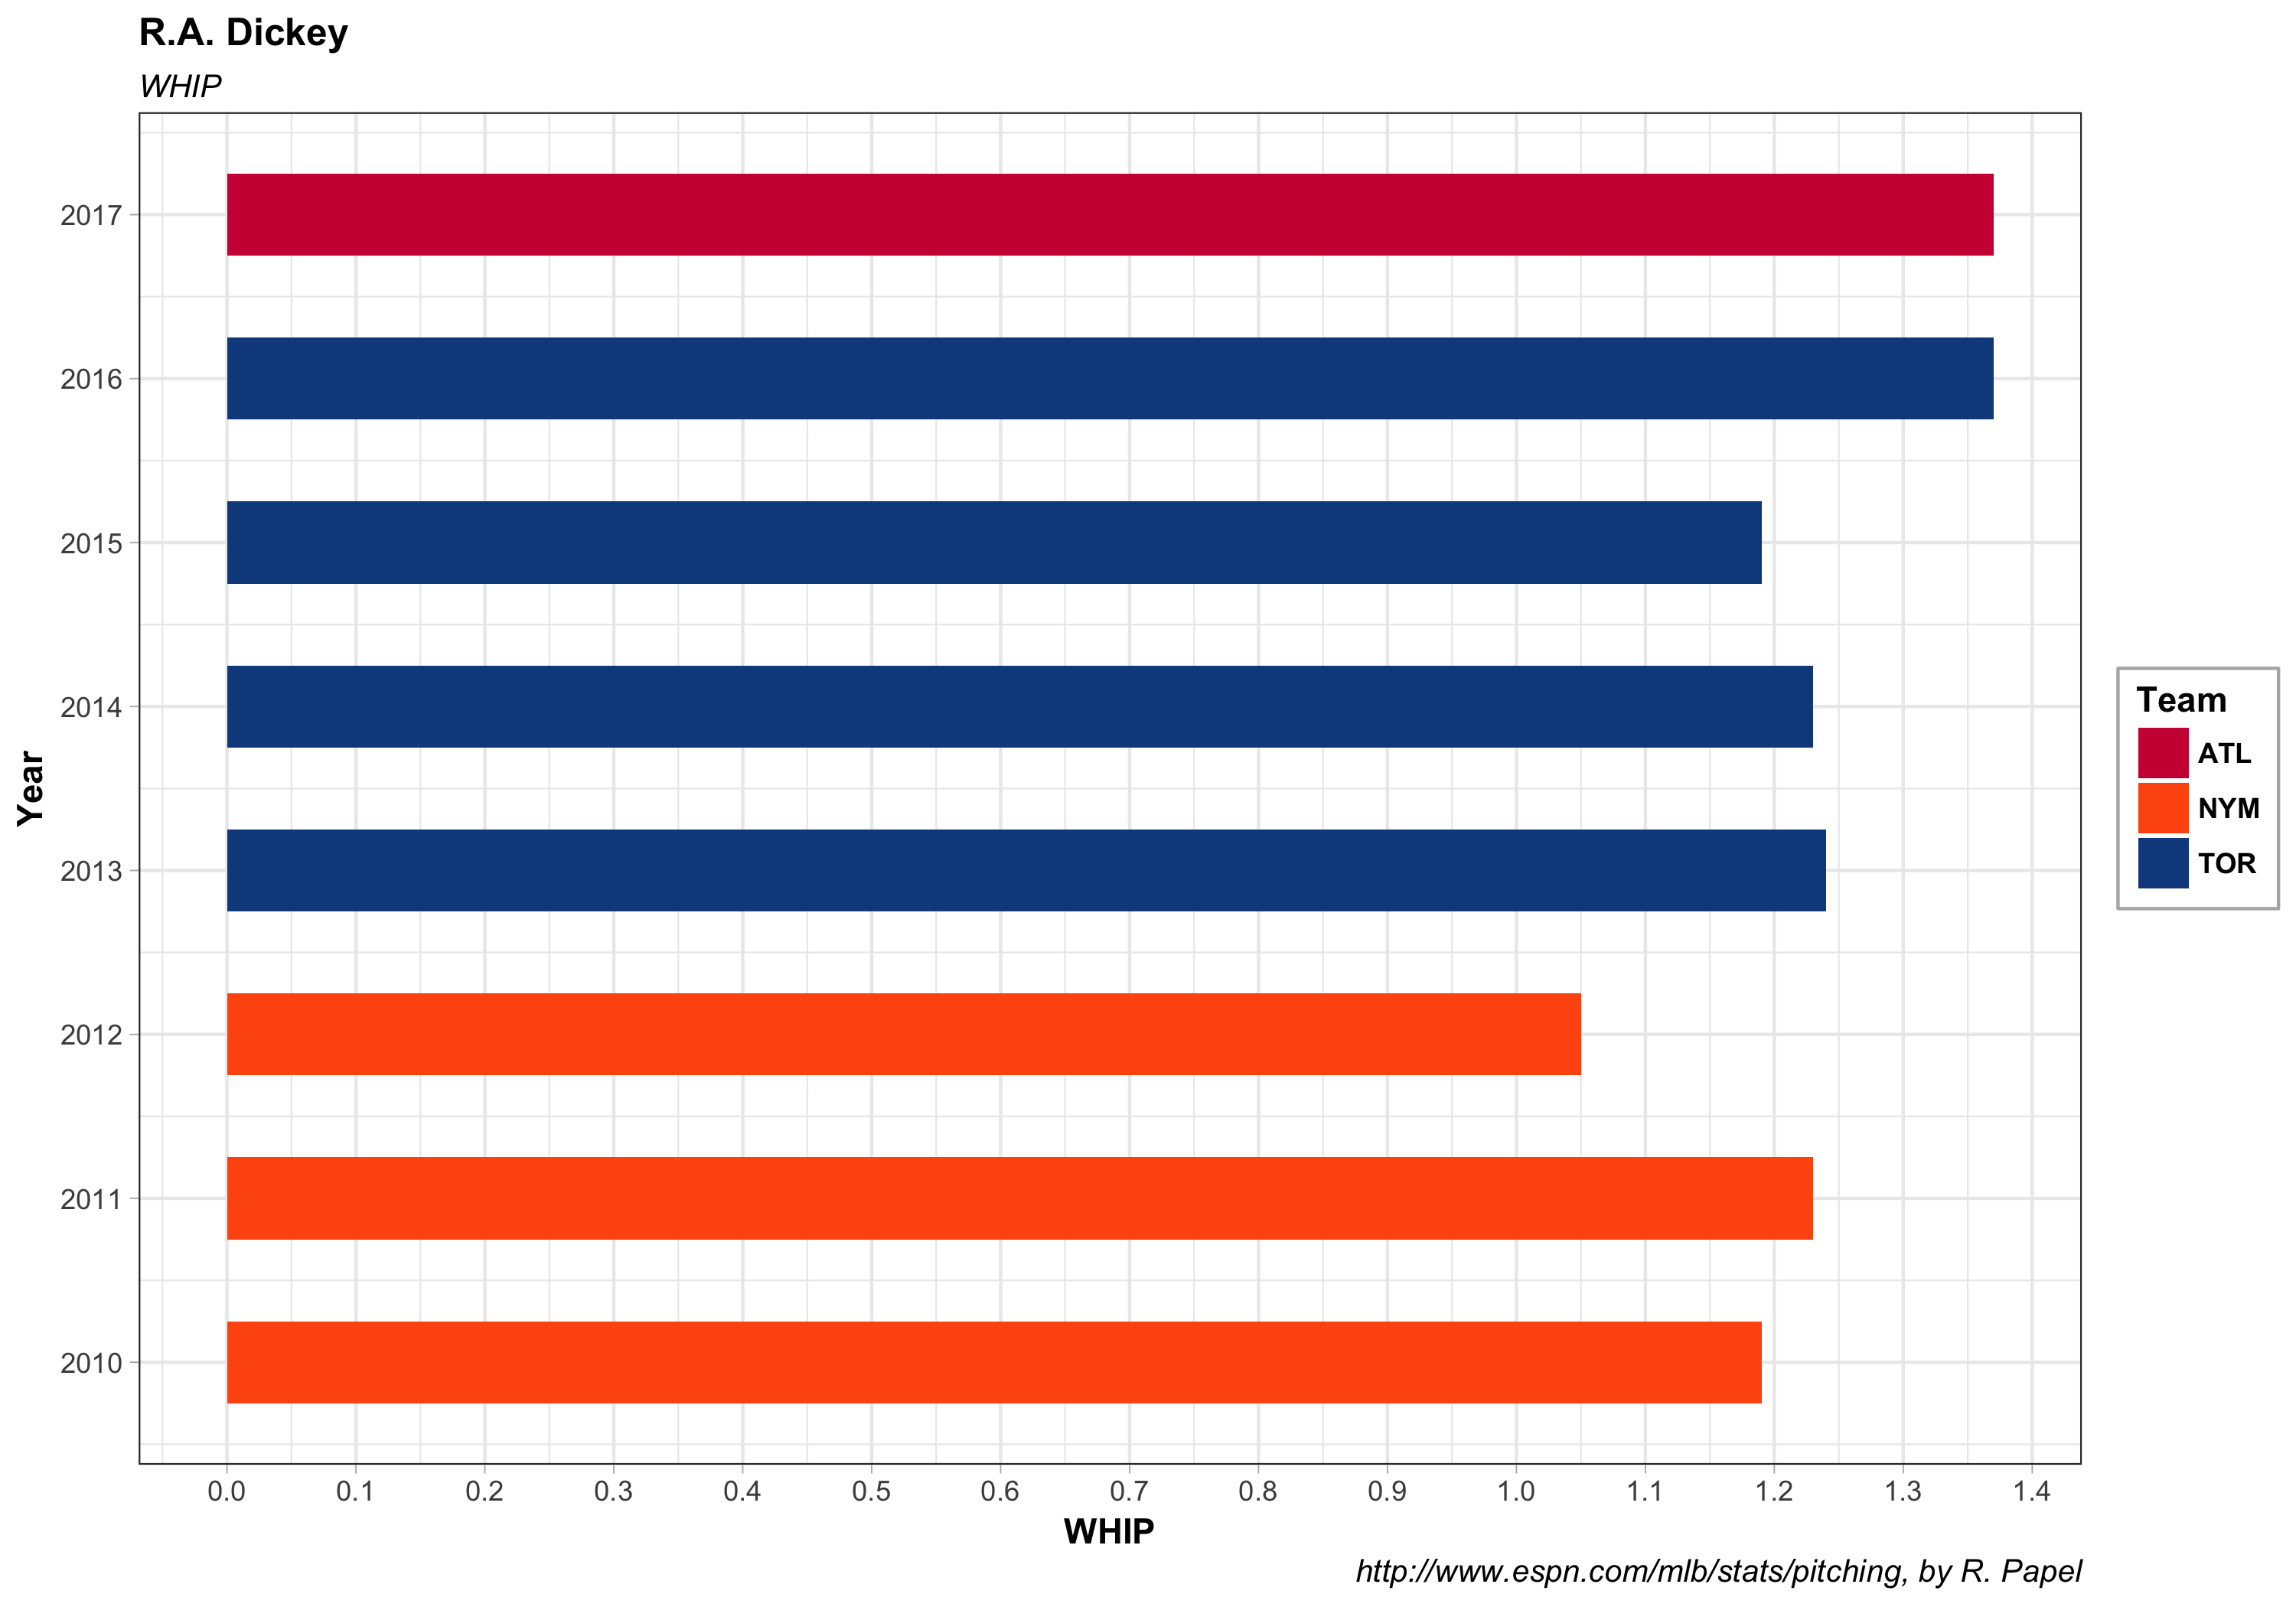 R.A. Dickey
WHIP
2017
2016
2015
2014
2013
2012
2011
2010
Year
0.0 0.1 0.2 0.3 0.4 0.5 0.6 0.7 0.8 0.9 1.0 1.1 1.2 1.3 1.4
WHIP
Team
ATL
NYM
TOR
http://www.espn.com/mlb/stats/pitching, by R. Papel